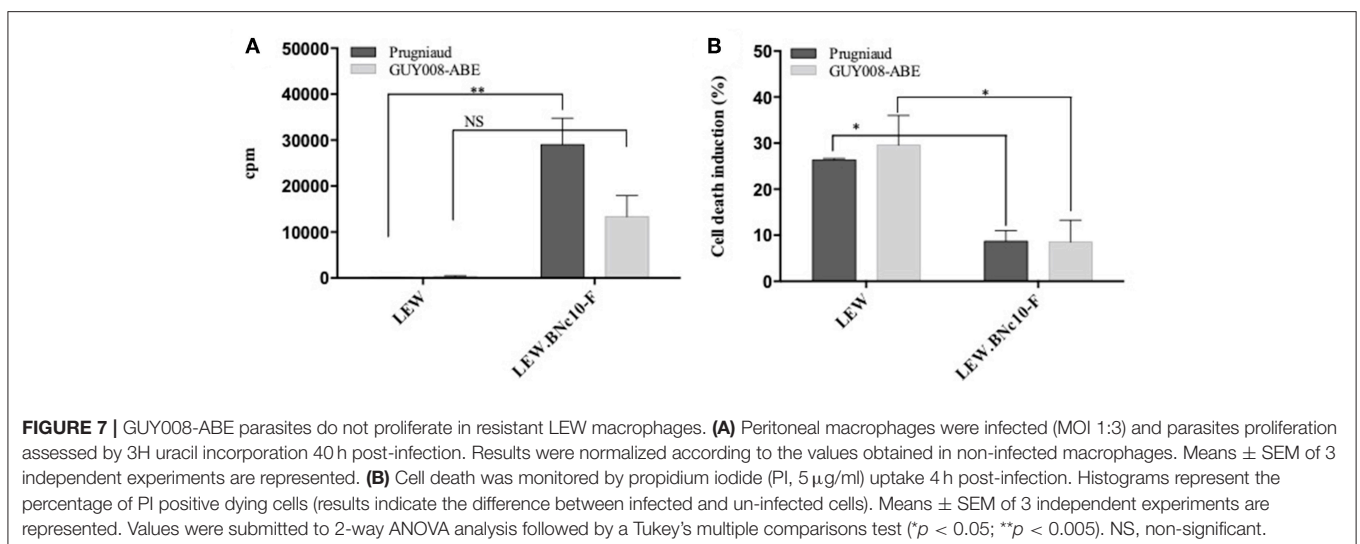 A
50000
40000
30000
20000
10000
0
cpm
Prugniaud
GUY008-ABE
**
NS
LEW
LEW.BNc10-F
B
50
40
30
20
10
0
Cell death induction (%)
Prugniaud
GUY008-ABE
*
*
LEW
LEW.BNc10-F
FIGURE 7 | GUY008-ABE parasites do not proliferate in resistant LEW macrophages. (A) Peritoneal macrophages were infected (MOI 1:3) and parasites proliferation
assessed by 3H uracil incorporation 40 h post-infection. Results were normalized according to the values obtained in non-infected macrophages. Means ± SEM of 3
independent experiments are represented. (B) Cell death was monitored by propidium iodide (PI, 5 μg/ml) uptake 4 h post-infection. Histograms represent the
percentage of PI positive dying cells (results indicate the difference between infected and un-infected cells). Means ± SEM of 3 independent experiments are
represented. Values were submitted to 2-way ANOVA analysis followed by a Tukey's multiple comparisons test (*p < 0.05; **p < 0.005). NS, non-significant.